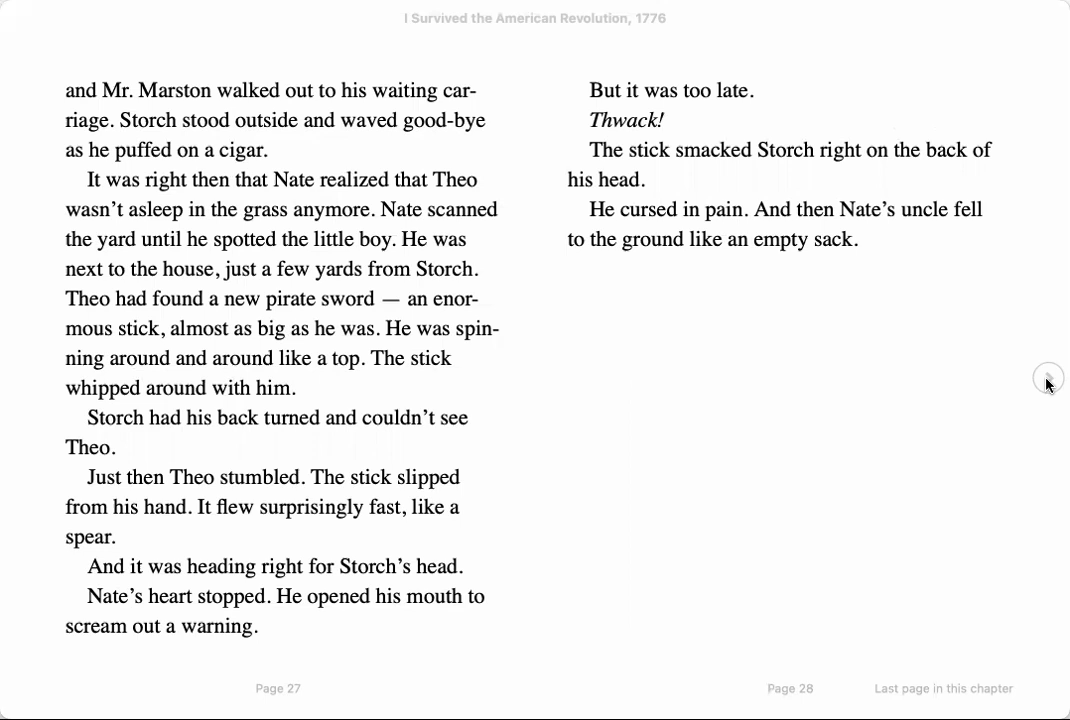 I Survived the American Revolution, 1776
and Mr. Marston walked out to his waiting car-
riage. Storch stood outside and waved good-bye
as he puffed on a cigar.
It was right then that Nate realized that Theo
wasn’t asleep in the grass anymore. Nate scanned
the yard until he spotted the little boy. He was
next to the house, just a few yards from Storch.
Theo had found a new pirate sword — an enor-
mous stick, almost as big as he was. He was spin-
ning around and around like a top. The stick
whipped around with him.
Storch had his back turned and couldn’t see
Theo.
Just then Theo stumbled. The stick slipped
from his hand. It flew surprisingly fast, like a
spear.
And it was heading right for Storch’s head.
Nate’s heart stopped. He opened his mouth to
scream out a warning.
Page 27
But it was too late.
Thwack!
The stick smacked Storch right on the back of
his head.
He cursed in pain. And then Nate’s uncle fell
to the ground like an empty sack.
Page 28
Last page in this chapter